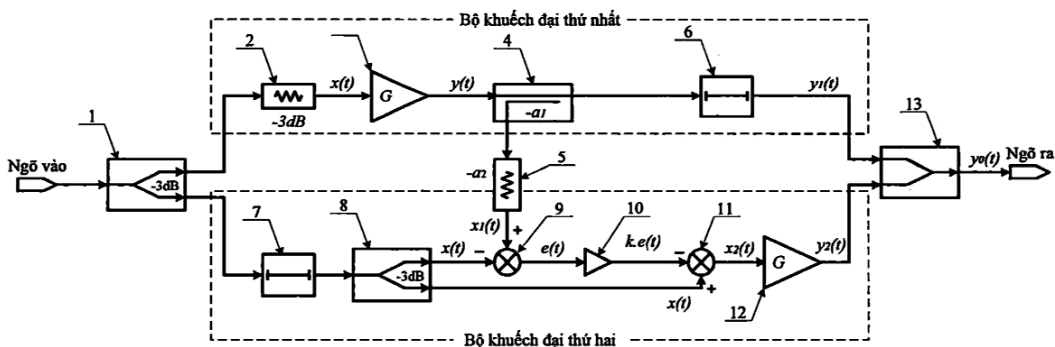 Bộ khuếch đại thứ nhất
2
4
6
x(t)
G
y(t)
y1(t)
-3dB
-a1
1
13
Ngõ vào
-3dB
5
-a2
y0(t)
Ngõ ra
7
8
x1(t)
+
9
10
11
x(t)
−
e(t)
k.e(t)
−
x2(t)
G
y2(t)
-3dB
x(t)
+
12
Bộ khuếch đại thứ hai